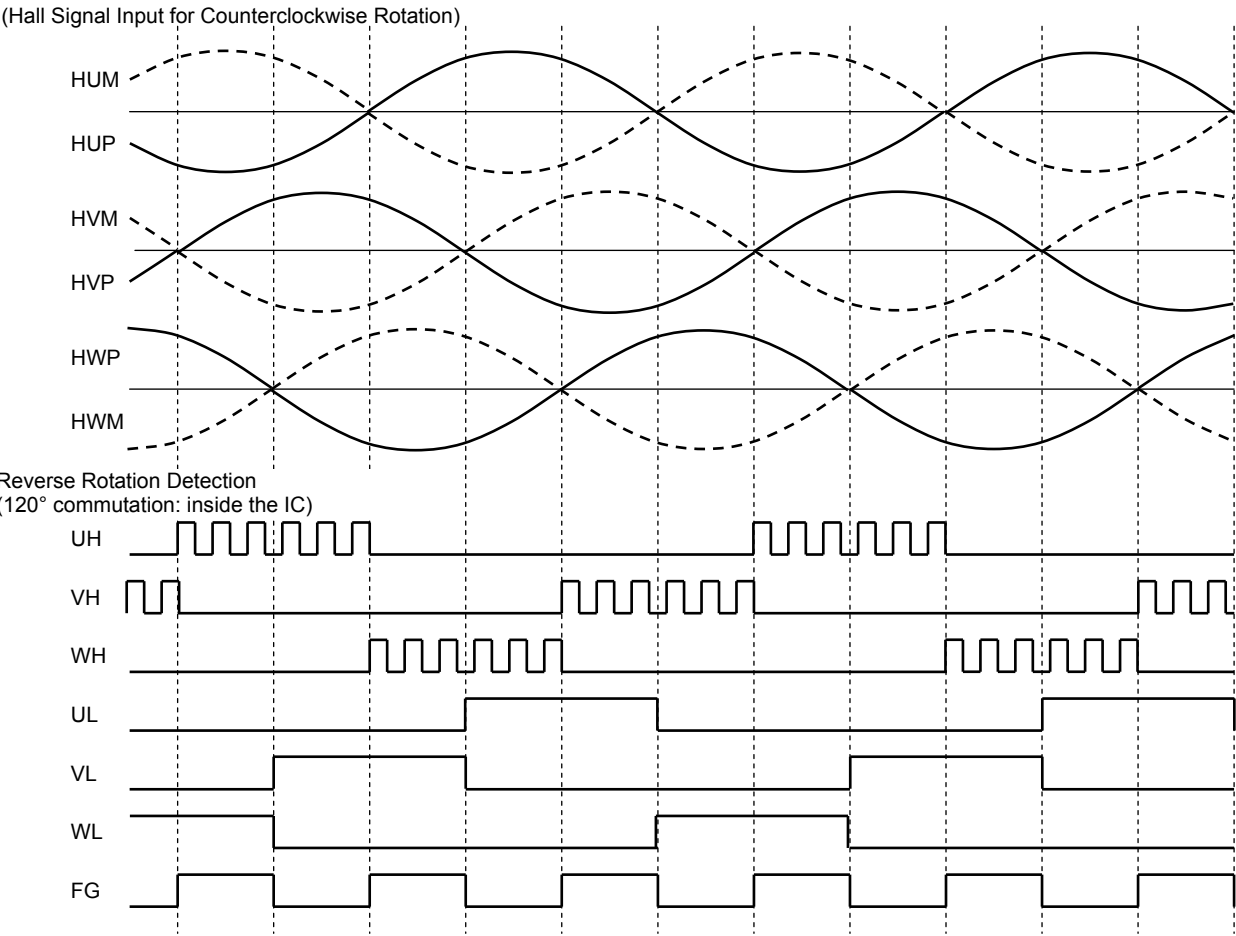 (Hall Signal Input for Counterclockwise Rotation)
HUM
HUP
HVM
HVP
HWP
HWM
Reverse Rotation Detection
(120° commutation: inside the IC)
UH
VH
WH
UL
VL
WL
FG